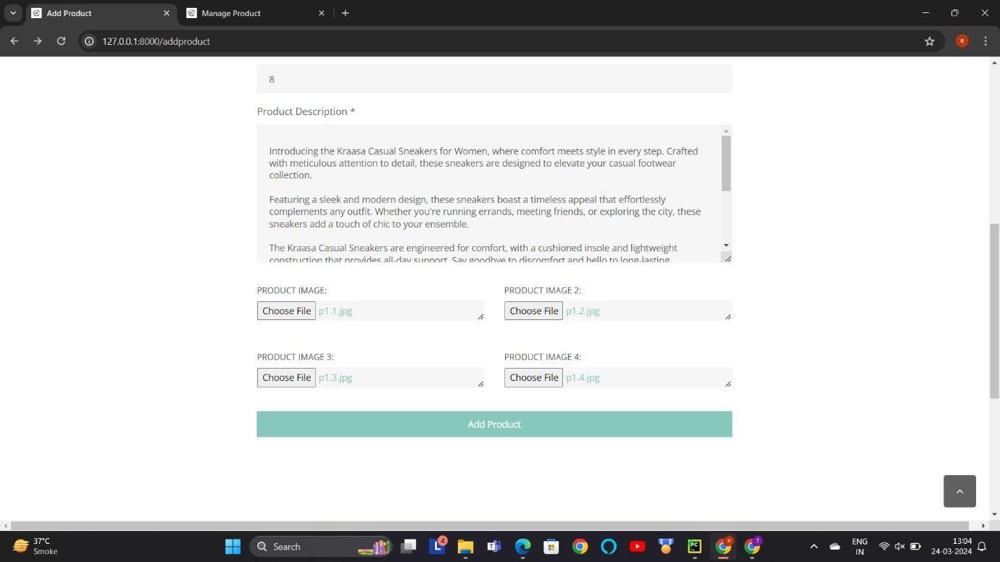 Add Product
Manage Product
127.0.0.1:8000/addproduct
e
8
Product Description *
Introducing the Kraasa Casual Sneakers for Women, where comfort meets style in every step. Crafted
with meticulous attention to detail, these sneakers are designed to elevate your casual footwear
collection.
Featuring a sleek and modern design, these sneakers boast a timeless appeal that effortlessly
complements any outfit. Whether you're running errands, meeting friends, or exploring the city, these
sneakers add a touch of chic to your ensemble.
The Kraasa Casual Sneakers are engineered for comfort, with a cushioned insole and lightweight
construction that provides all-day support. Say goodbye to discomfort and hello to long-lasting
PRODUCT IMAGE:
PRODUCT IMAGE 2:
Choose File p1.1.jpg
Choose File p1.2.jpg
PRODUCT IMAGE 3:
PRODUCT IMAGE 4:
Choose File p1.3.jpg
Choose File p1.4.jpg
Add Product
37°C
Smoke
Search
L
4
PC
e
T
ENG
IN
13:04
24-03-2024